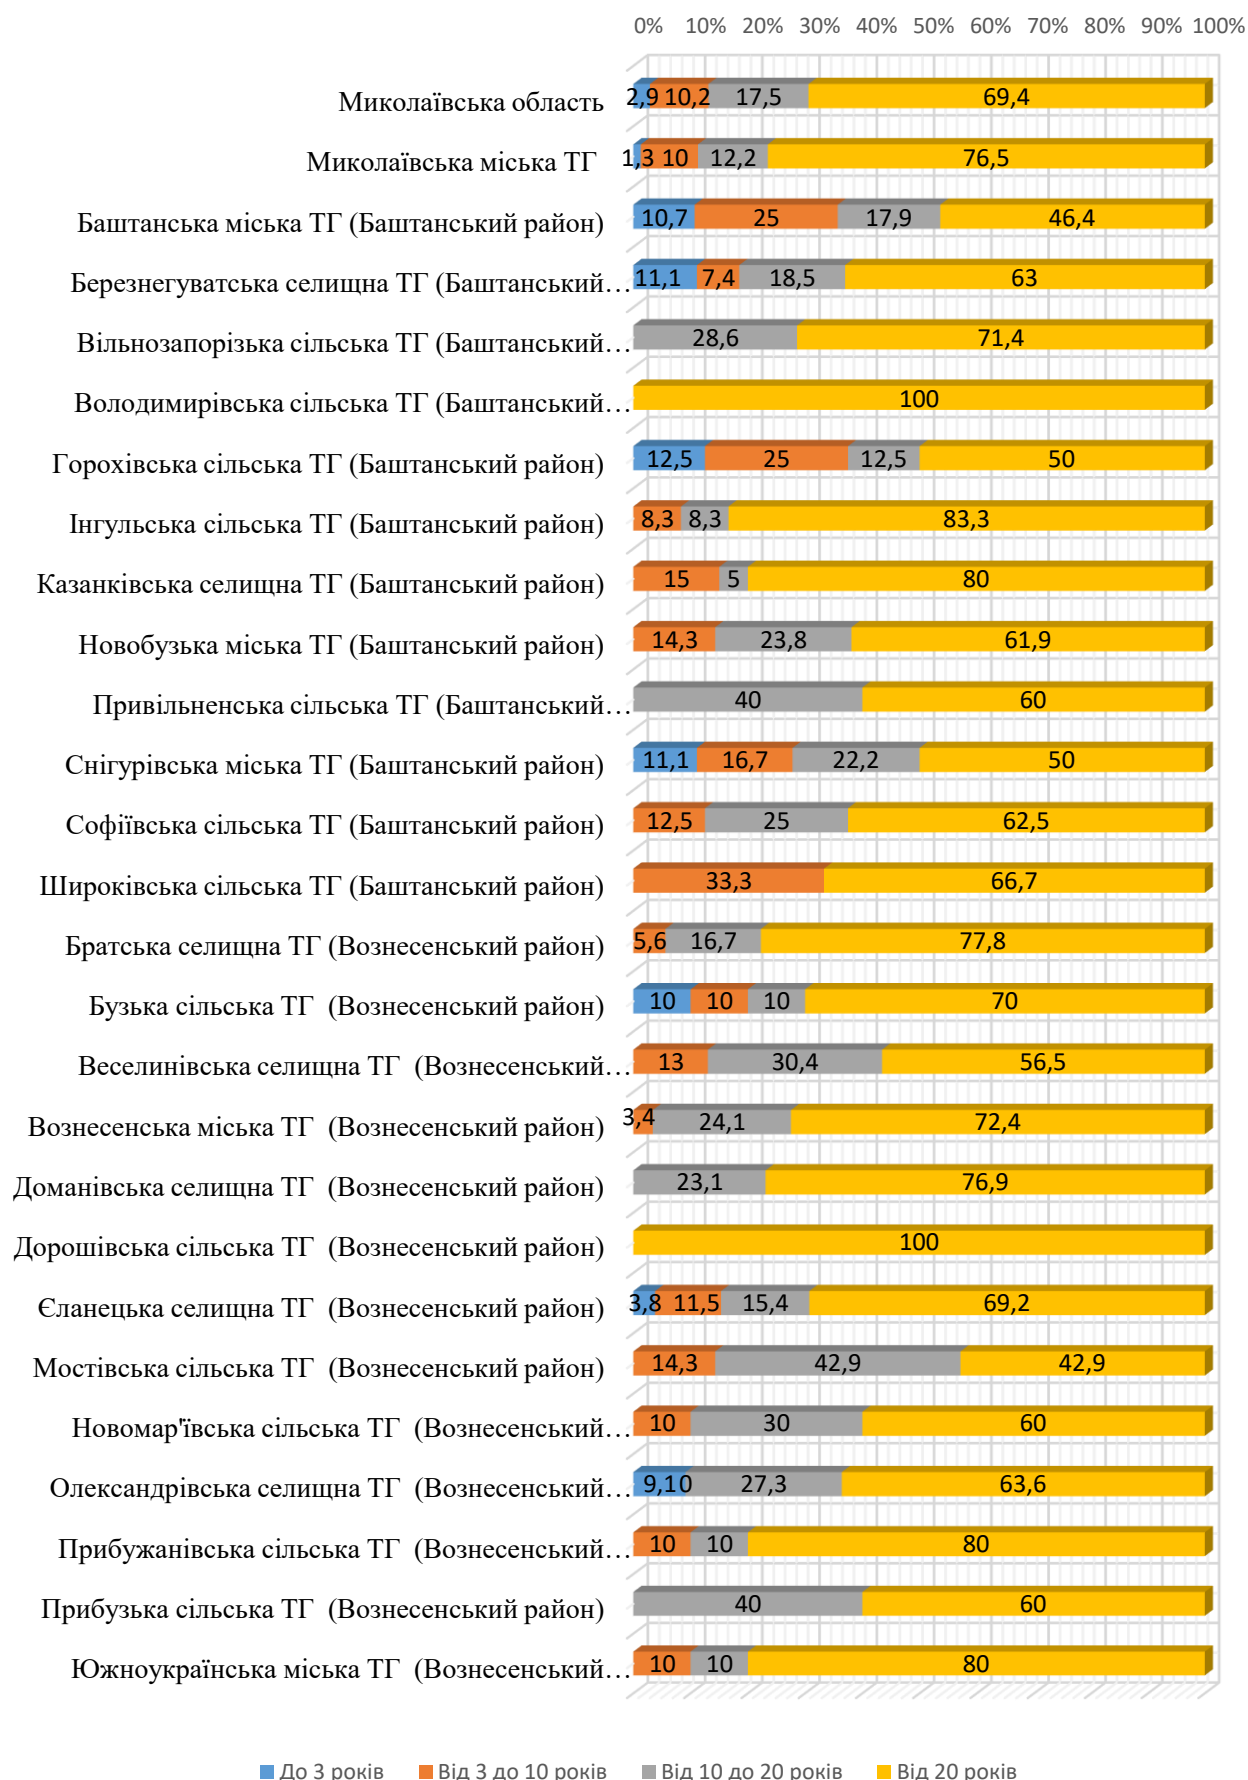 0% 10% 20% 30% 40% 50% 60% 70% 80% 90% 100%
Миколаївська область 2,9 10,2 17,5 69,4
Миколаївська міська ТГ 1,3 10 12,2 76,5
Баштанська міська ТГ (Баштанський район) 10,7 25 17,9 46,4
Березнегуватська селищна ТГ (Баштанський… 11,1 7,4 18,5 63
Вільнозапорізька сільська ТГ (Баштанський… 28,6 71,4
Володимирівська сільська ТГ (Баштанський… 100
Горохівська сільська ТГ (Баштанський район) 12,5 25 12,5 50
Інгульська сільська ТГ (Баштанський район) 8,3 8,3 83,3
Казанківська селищна ТГ (Баштанський район) 15 5 80
Новобузька міська ТГ (Баштанський район) 14,3 23,8 61,9
Привільненська сільська ТГ (Баштанський… 40 60
Снігурівська міська ТГ (Баштанський район) 11,1 16,7 22,2 50
Софіївська сільська ТГ (Баштанський район) 12,5 25 62,5
Широківська сільська ТГ (Баштанський район) 33,3 66,7
Братська селищна ТГ (Вознесенський район) 5,6 16,7 77,8
Бузька сільська ТГ (Вознесенський район) 10 10 10 70
Веселинівська селищна ТГ (Вознесенський… 13 30,4 56,5
Вознесенська міська ТГ (Вознесенський район) 3,4 24,1 72,4
Доманівська селищна ТГ (Вознесенський район) 23,1 76,9
Дорошівська сільська ТГ (Вознесенський район) 100
Єланецька селищна ТГ (Вознесенський район) 3,8 11,5 15,4 69,2
Мостівська сільська ТГ (Вознесенський район) 14,3 42,9 42,9
Новомар'ївська сільська ТГ (Вознесенський… 10 30 60
Олександрівська селищна ТГ (Вознесенський… 9,1 0 27,3 63,6
Прибужанівська сільська ТГ (Вознесенський… 10 10 80
Прибузька сільська ТГ (Вознесенський район) 40 60
Южноукраїнська міська ТГ (Вознесенський… 10 10 80
До 3 років Від 3 до 10 років Від 10 до 20 років Від 20 років